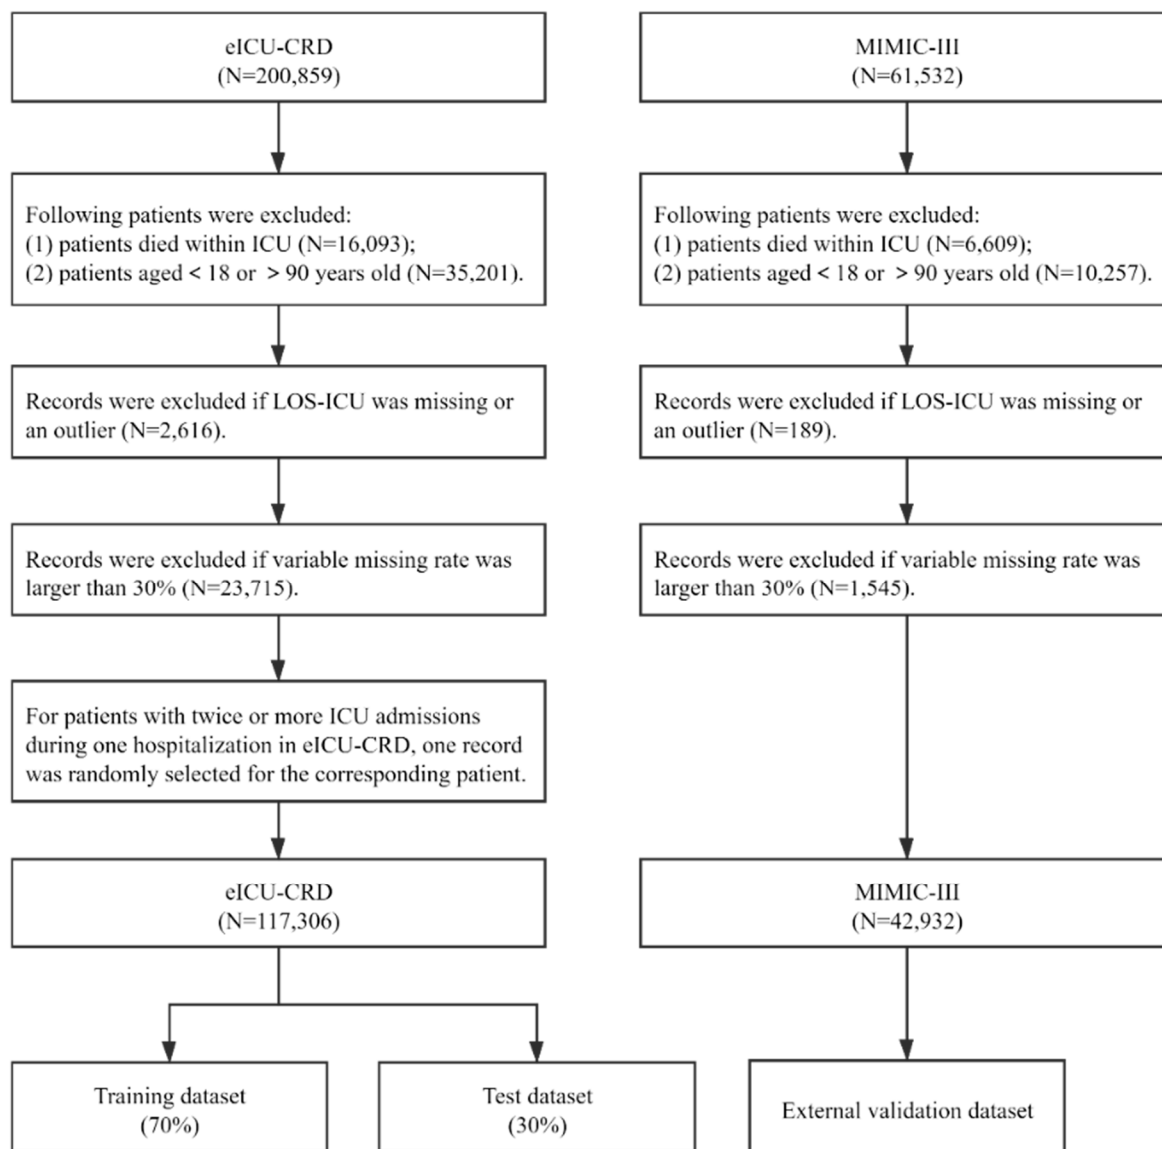 eICU-CRD
(N=200,859)
Following patients were excluded:
(1) patients died within ICU (N=16,093);
(2) patients aged < 18 or > 90 years old (N=35,201).
Records were excluded if LOS-ICU was missing or
an outlier (N=2,616).
Records were excluded if variable missing rate was
larger than 30% (N=23,715).
For patients with twice or more ICU admissions
during one hospitalization in eICU-CRD, one record
was randomly selected for the corresponding patient.
eICU-CRD
(N=117,306)
Training dataset
(70%)
Test dataset
(30%)
MIMIC-III
(N=61,532)
Following patients were excluded:
(1) patients died within ICU (N=6,609);
(2) patients aged < 18 or > 90 years old (N=10,257).
Records were excluded if LOS-ICU was missing or
an outlier (N=189).
Records were excluded if variable missing rate was
larger than 30% (N=1,545).
MIMIC-III
(N=42,932)
External validation dataset